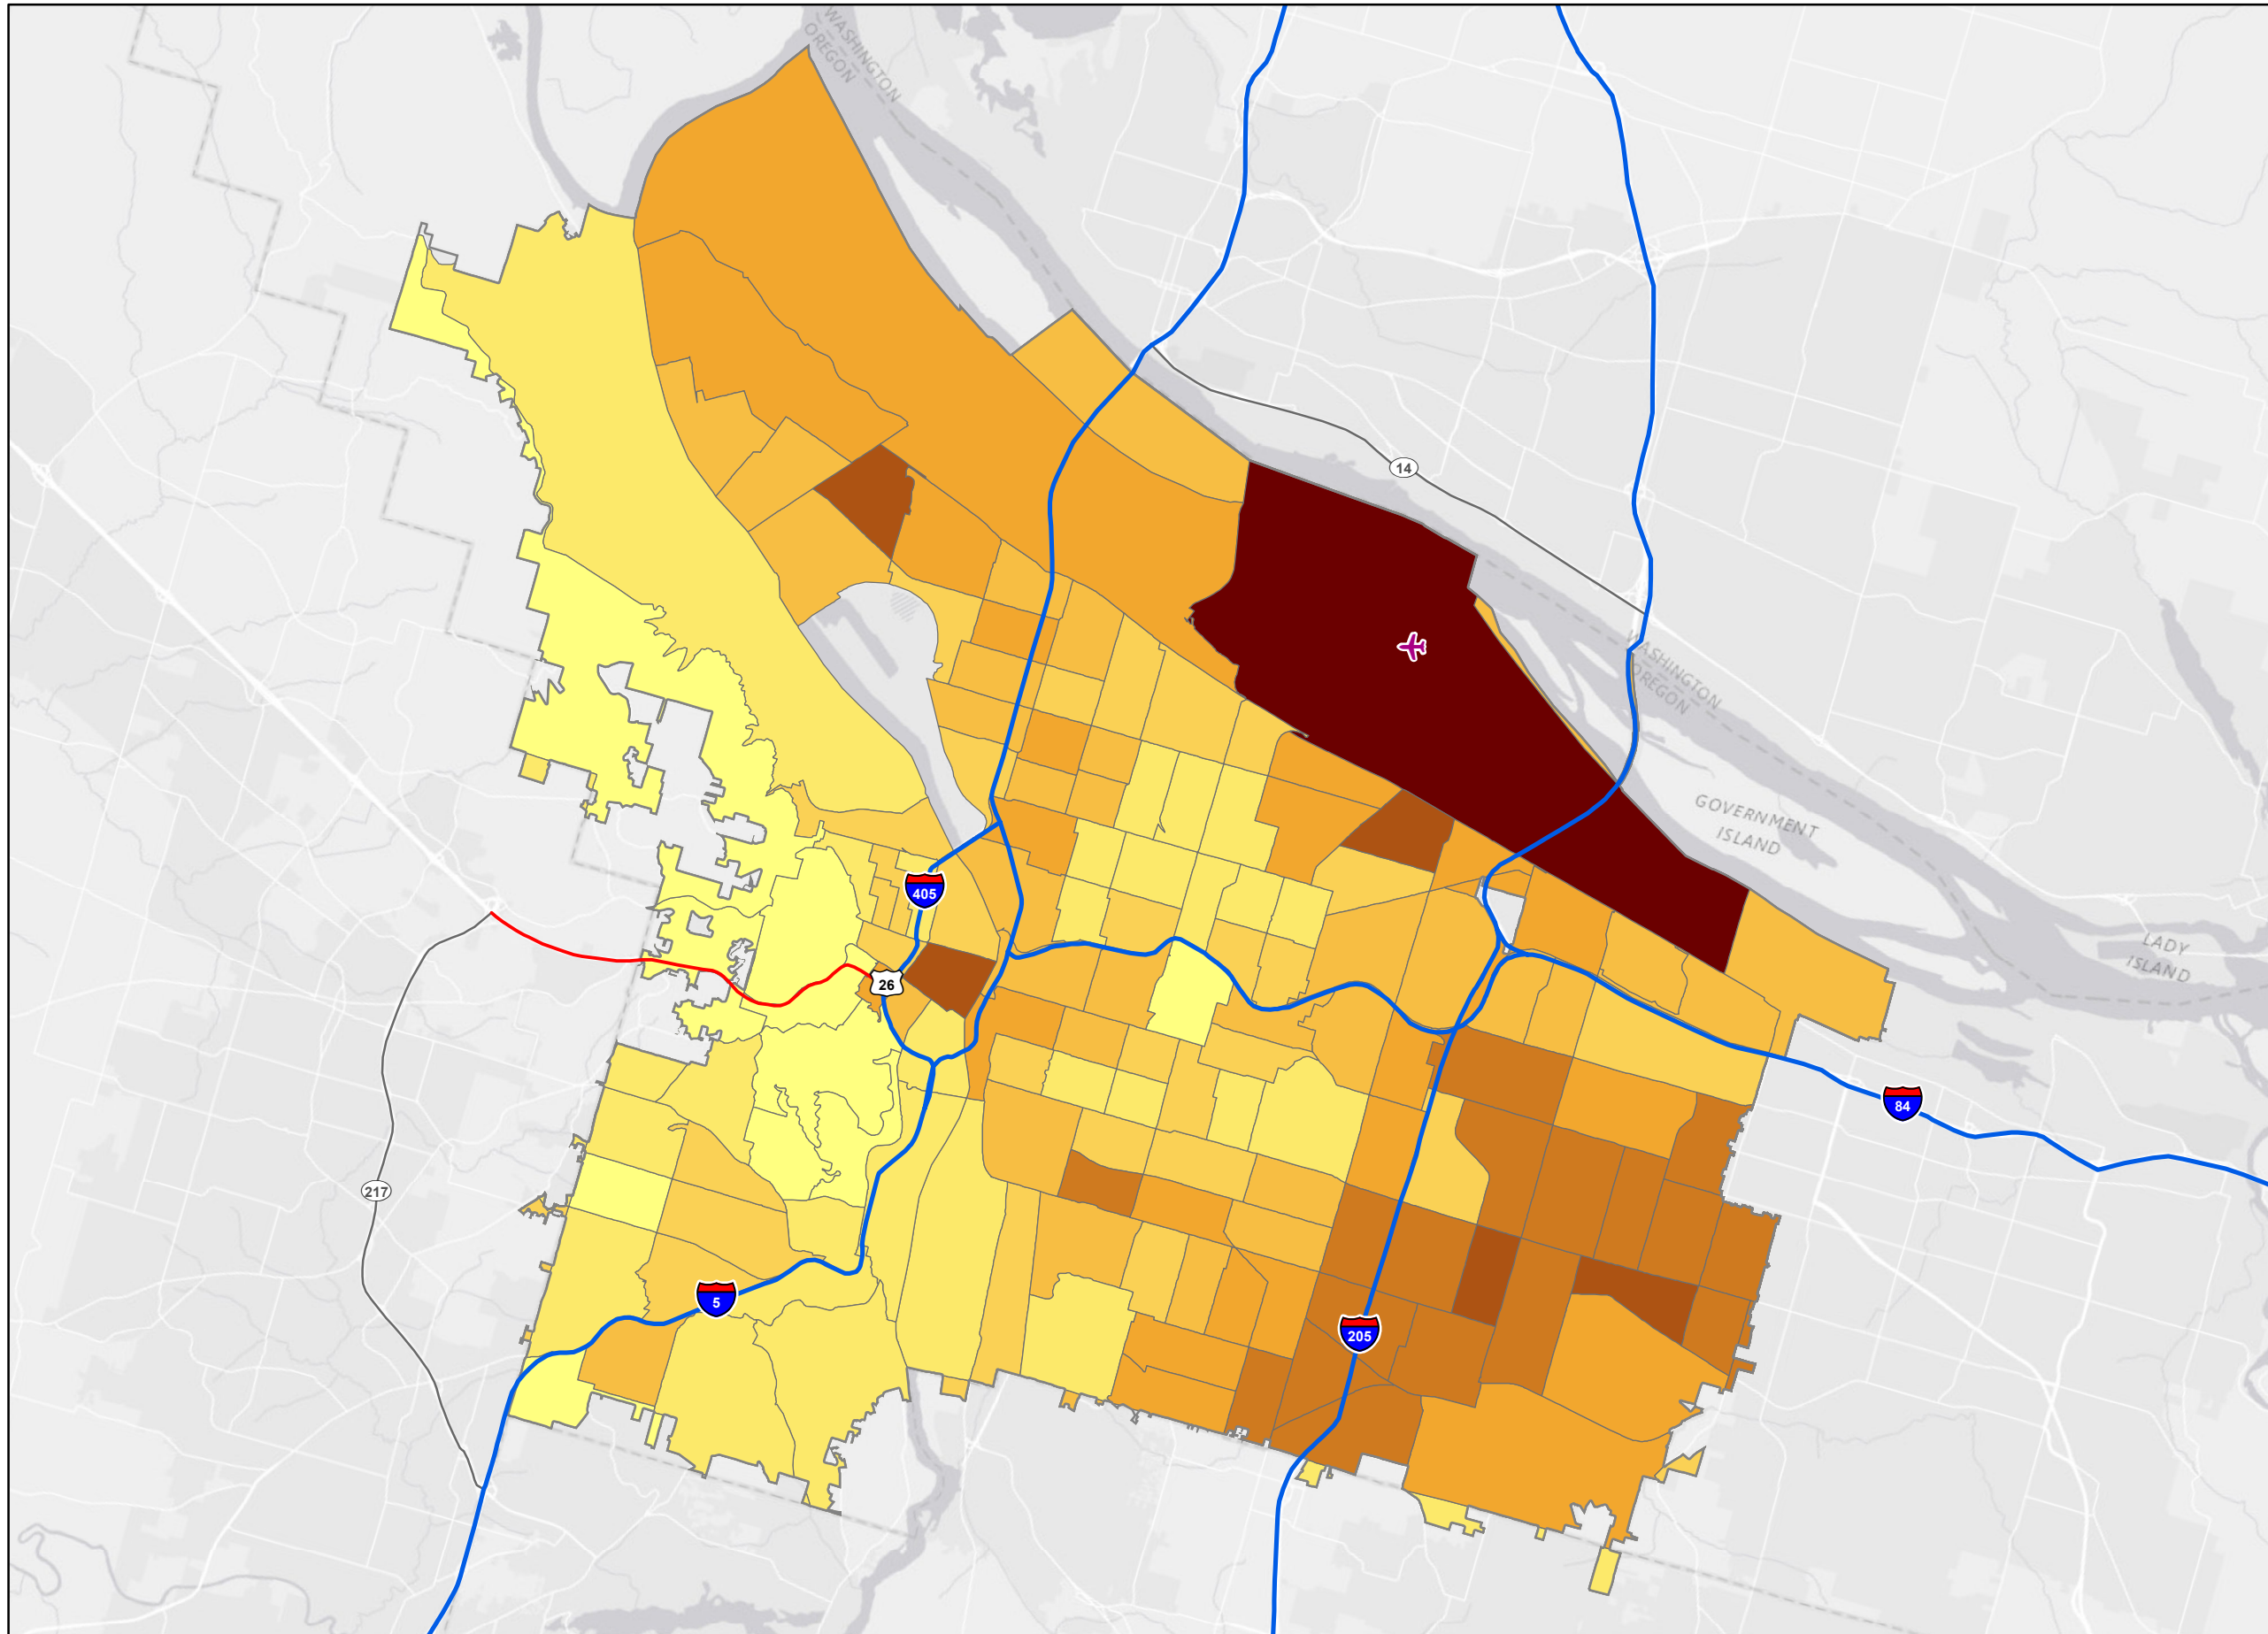 WASHINGTON
OREGON
14
WASHINGTON
OREGON
GOVERNMENT
ISLAND
405
LADY
ISLAND
26
84
217
5
205